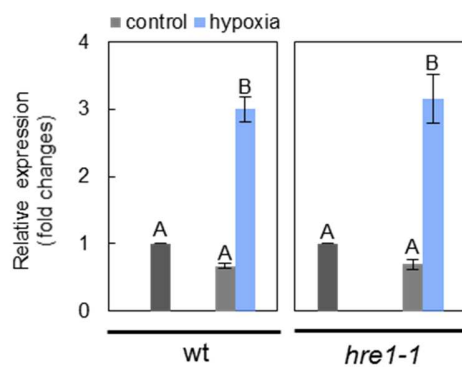 control hypoxia
Relative expression
(fold changes)
4
3
2
1
0
A
A
B
A
A
B
wt
hre1-1